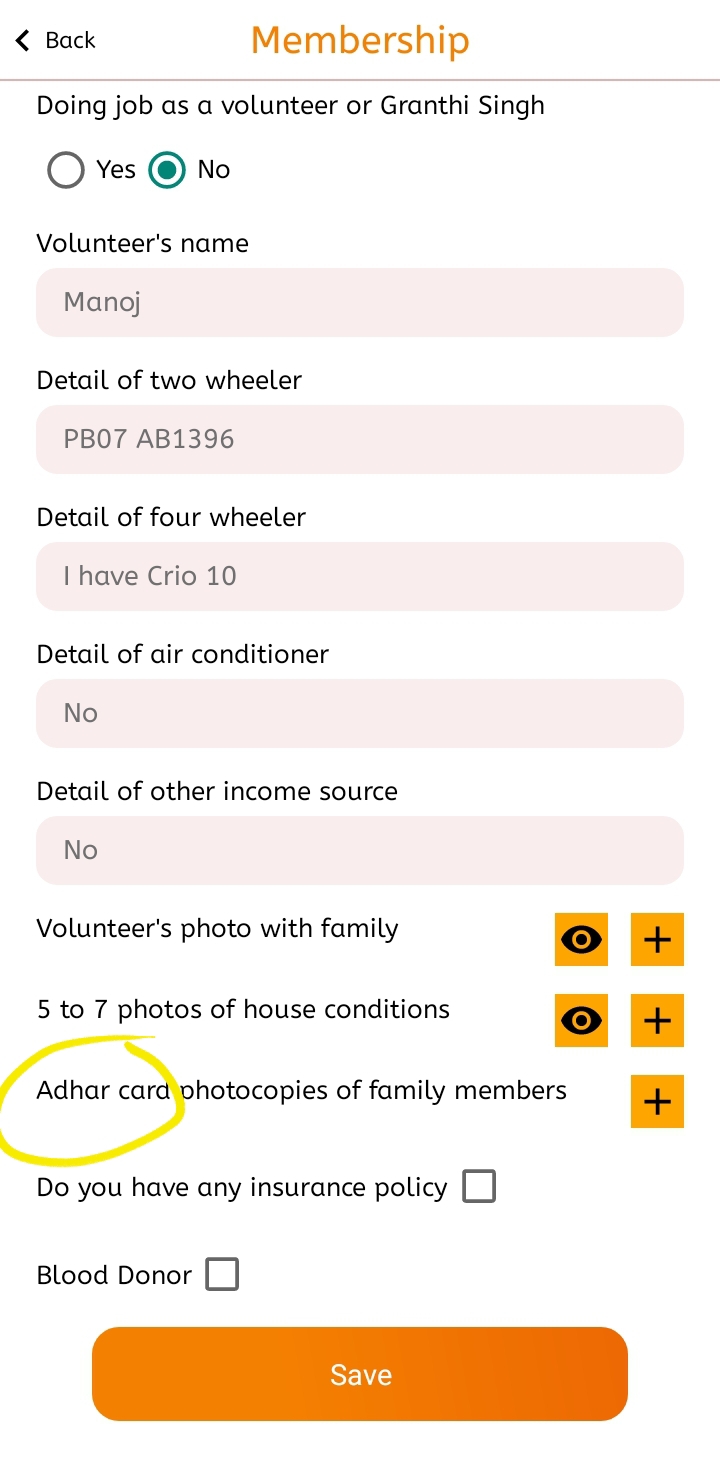 Back
Membership
Doing job as a volunteer or Granthi Singh
Yes No
Volunteer's name
Manoj
Detail of two wheeler
PB07 AB1396
Detail of four wheeler
I have Crio 10
Detail of air conditioner
No
Detail of other income source
No
Volunteer's photo with family
5 to 7 photos of house conditions
Adhar card photocopies of family members
Do you have any insurance policy
Blood Donor
Save